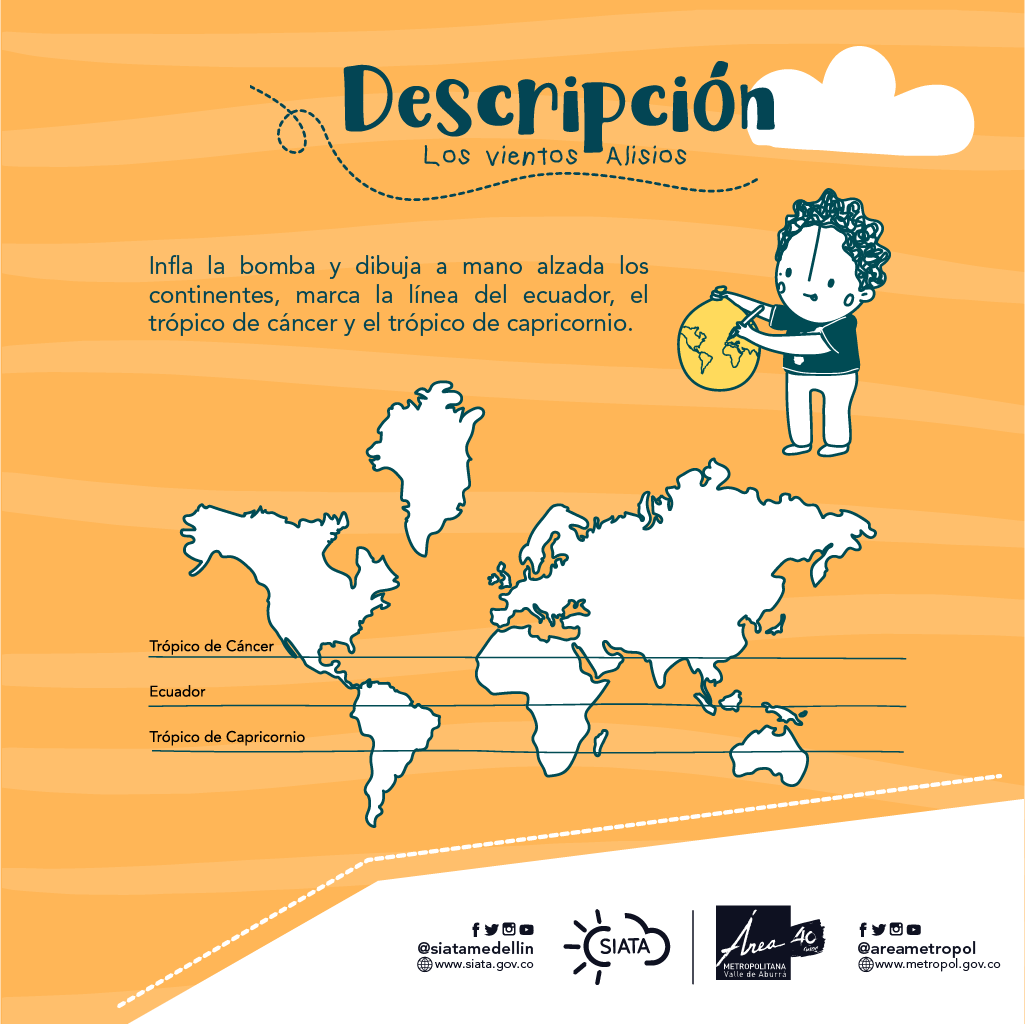 Descripción
Los vientos Alisios
Infla la bomba y dibuja a mano alzada los
continentes, marca la línea del ecuador, el
trópico de cáncer y el trópico de capricornio.
Trópico de Cáncer
Ecuador
Trópico de Capricornio
@siatamedellin
www.siata.gov.co
SIATA
Área
METROPOLITANA
Valle de Aburrá
40
@areametropol
www.metropol.gov.co